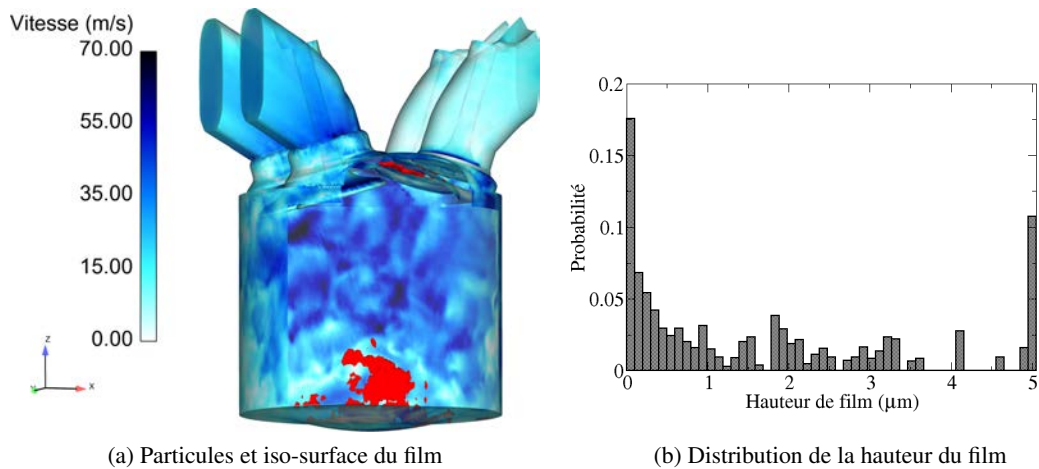 Vitesse (m/s)
70.00
55.00
35.00
15.00
0.00
z
x
Y
(a) Particules et iso-surface du film
0.2
0.15
0.1
0.05
0
Probabilité
0 1 2 3 4 5
Hauteur de film (µm)
(b) Distribution de la hauteur du film